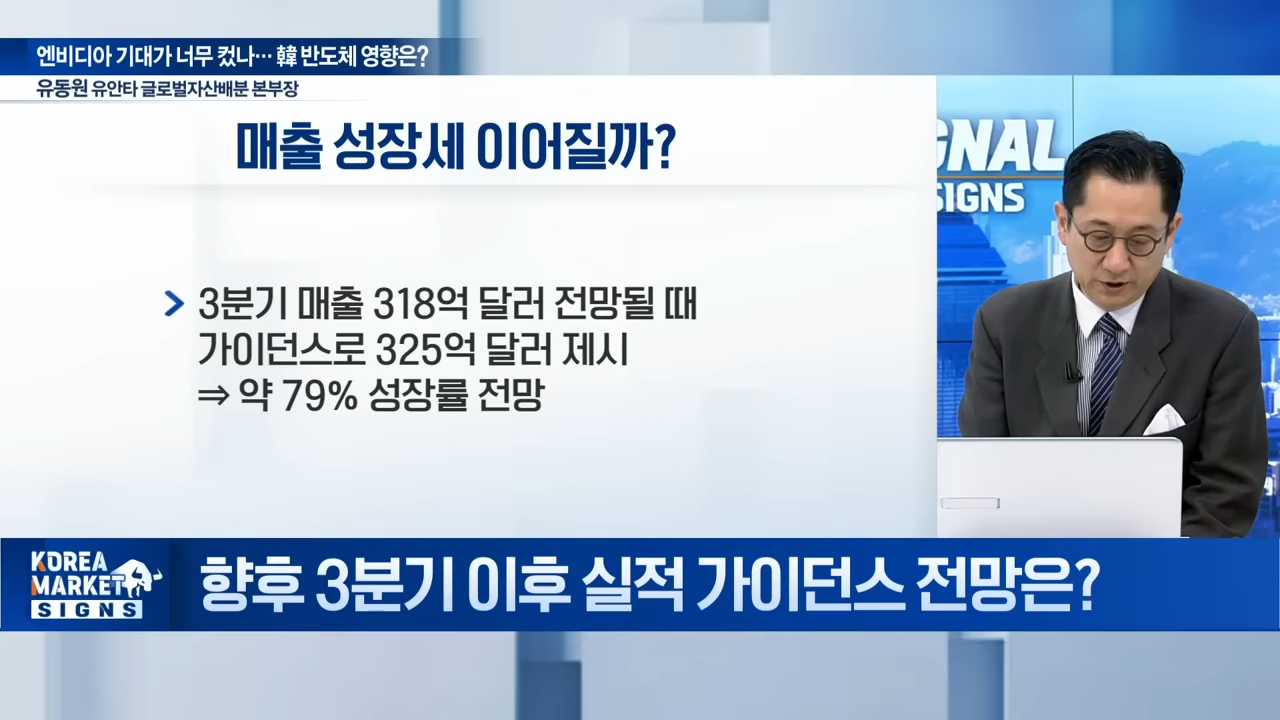 엔비디아 기대가 너무 컸나… 韓 반도체 영향은?
유동원 유안타 글로벌자산배분 본부장
매출 성장세 이어질까?
GNAL
SIGNS
3분기 매출 318억 달러 전망될 때
가이던스로 325억 달러 제시
⇒ 약 79% 성장률 전망
KOREA
MARKET
SIGNS
향후 3분기 이후 실적 가이던스 전망은?